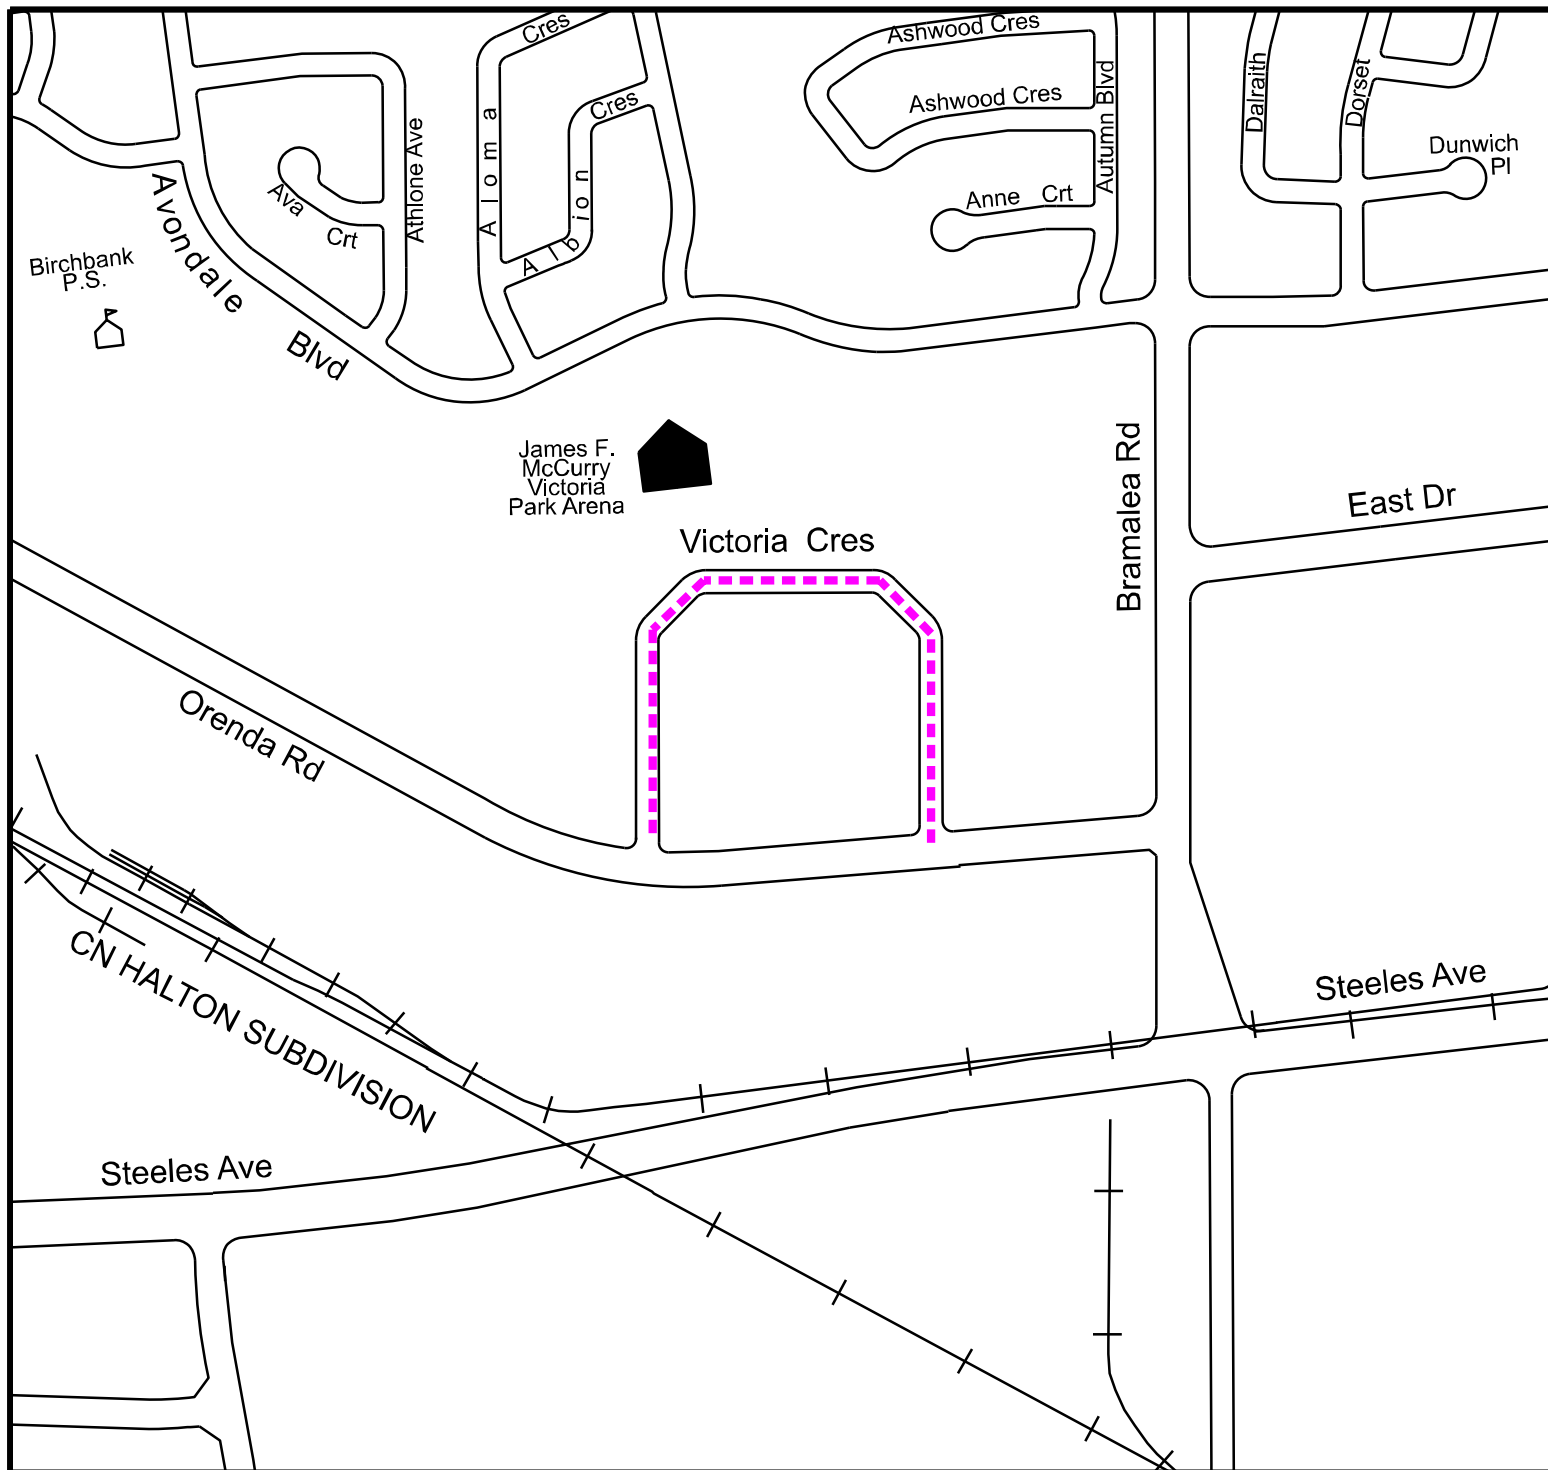 Cres
Ashwood Cres
Cres
Ashwood Cres
Autumn Blvd
Dalraith
Dorset
Dunwich
Pl
Athlone Ave
Aloma
Albion
Ava
Crt
Anne Crt
Avondale
Blvd
Birchbank
P.S.
James F.
McCurry
Victoria
Park Arena
Victoria Cres
Bramalea Rd
East Dr
Orenda Rd
CN HALTON SUBDIVISION
Steeles Ave
Steeles Ave